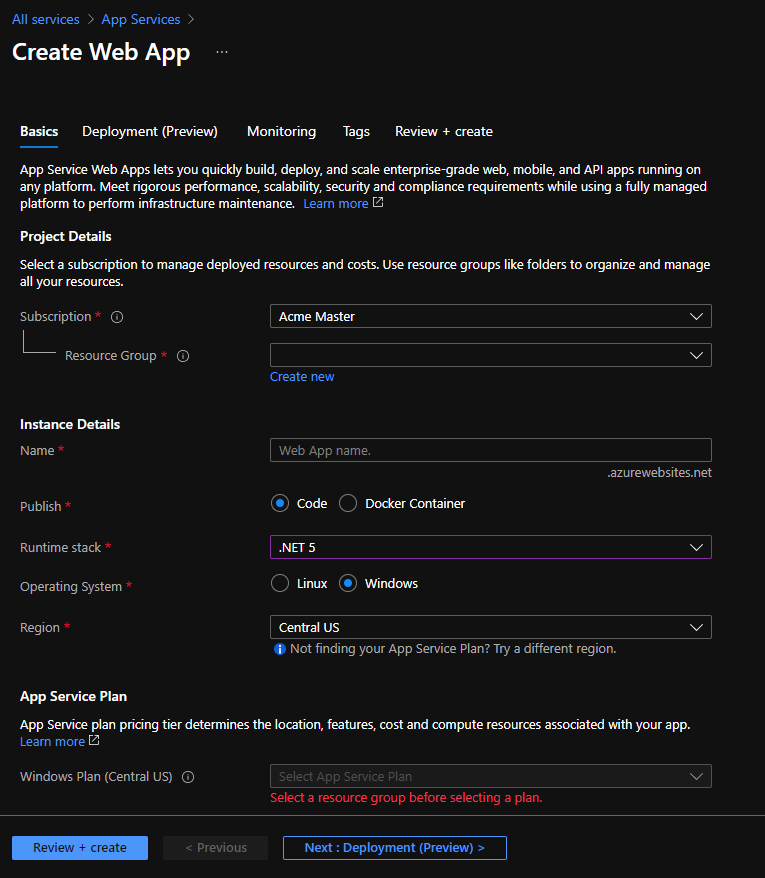 All services > App Services >
Create Web App ...
Basics Deployment (Preview) Monitoring Tags Review + create
App Service Web Apps lets you quickly build, deploy, and scale enterprise-grade web, mobile, and API apps running on
any platform. Meet rigorous performance, scalability, security and compliance requirements while using a fully managed
platform to perform infrastructure maintenance. Learn more
Project Details
Select a subscription to manage deployed resources and costs. Use resource groups like folders to organize and manage
all your resources.
Subscription * Acme Master
Resource Group *
Create new
Instance Details
Name * Web App name.
.azurewebsites.net
Publish * Code Docker Container
Runtime stack * .NET 5
Operating System * Linux Windows
Region * Central US
Not finding your App Service Plan? Try a different region.
App Service Plan
App Service plan pricing tier determines the location, features, cost and compute resources associated with your app.
Learn more
Windows Plan (Central US) Select App Service Plan
Select a resource group before selecting a plan.
Review + create < Previous Next : Deployment (Preview) >